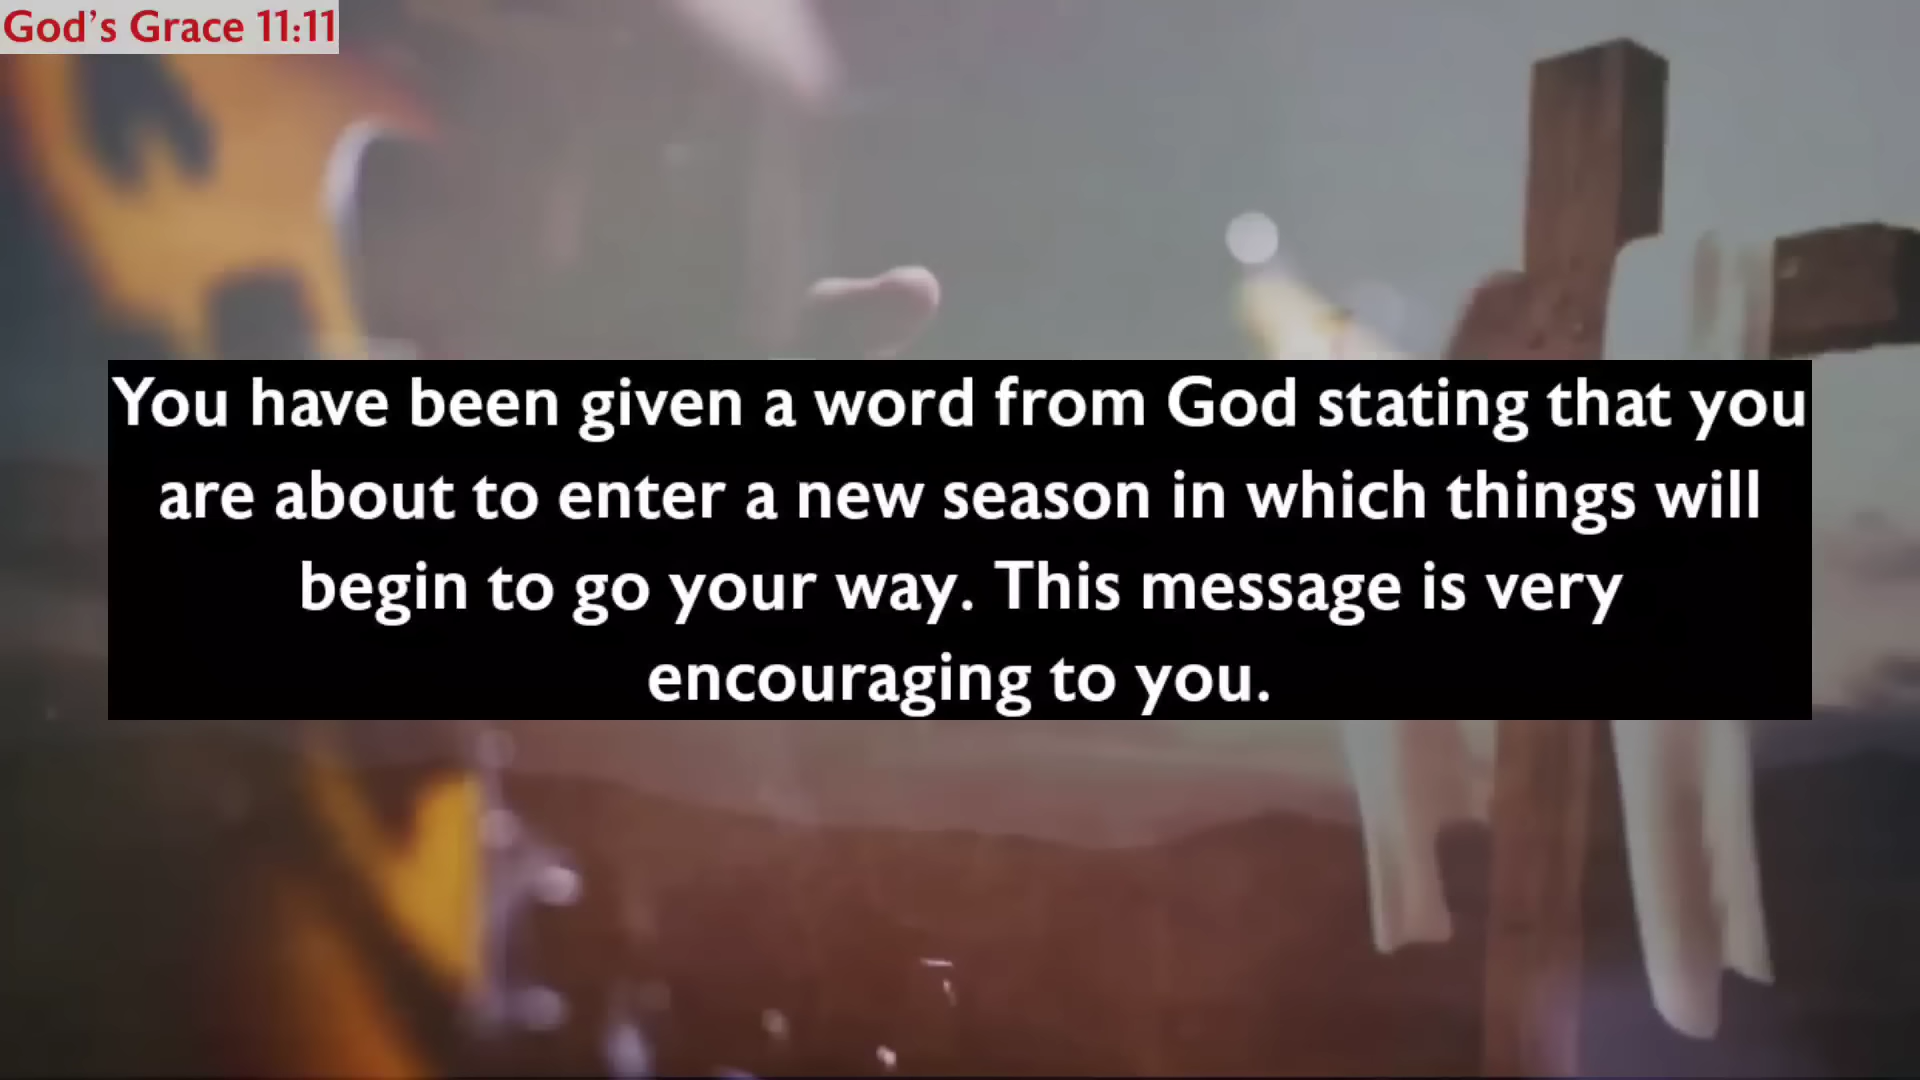 God's Grace 11:11
You have been given a word from God stating that you
are about to enter a new season in which things will
begin to go your way. This message is very
encouraging to you.